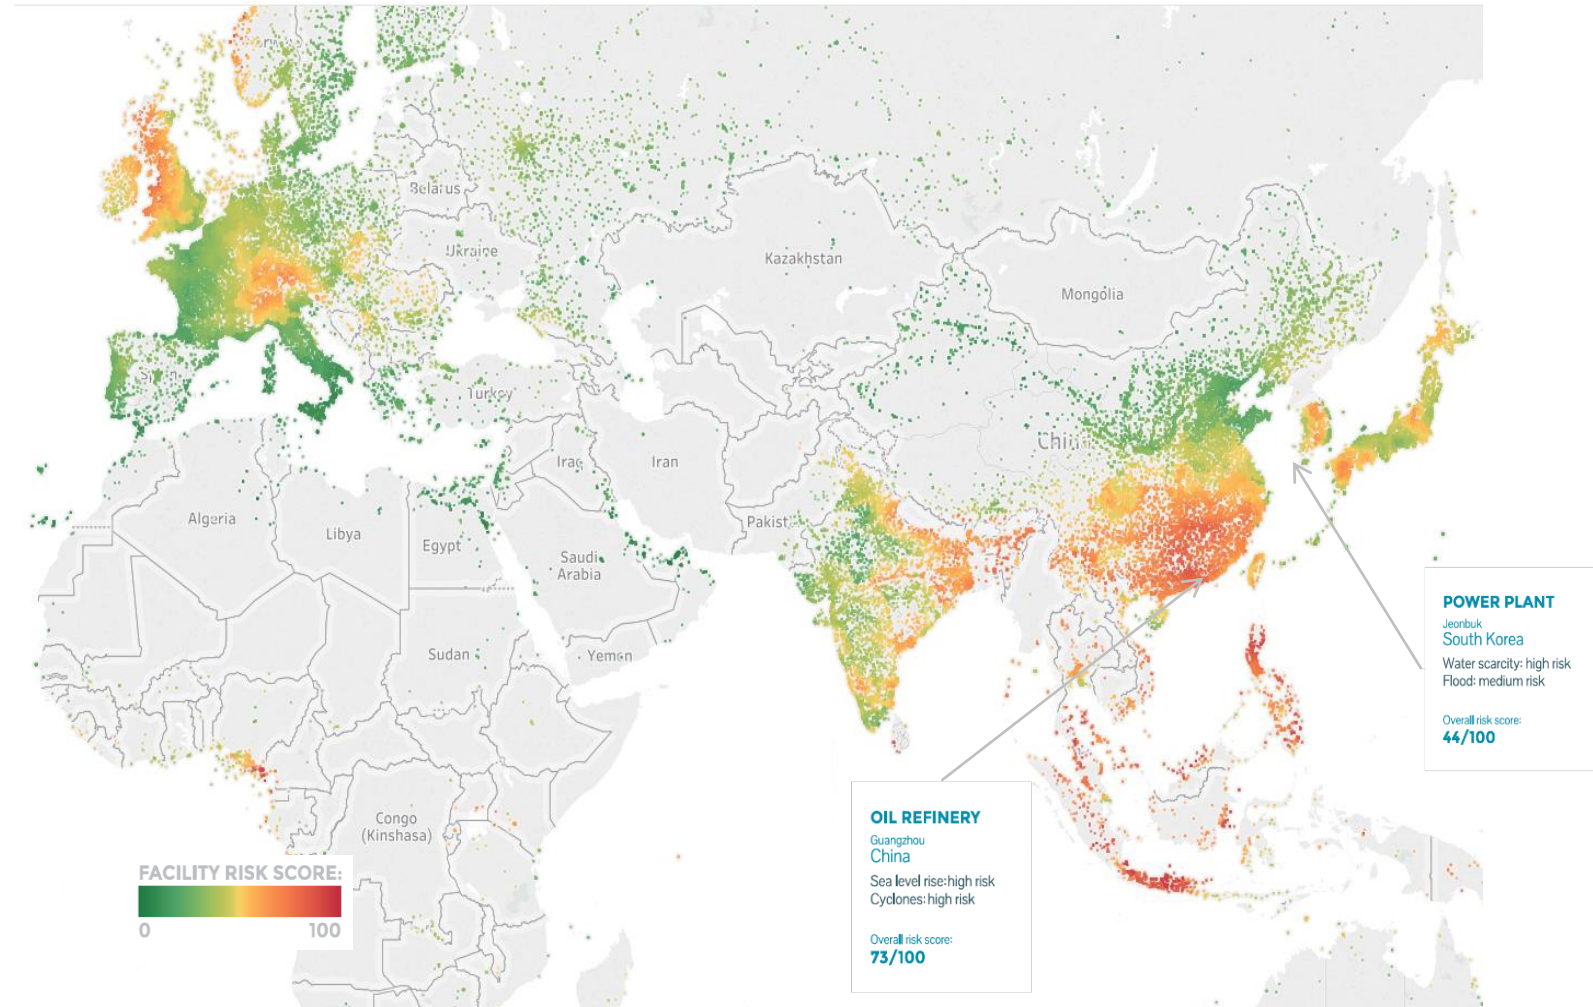 Belarus
Ukraine
Kazakhstan
Mongolia
Turkey
China
Iraq
Iran
Pakist
Algeria
Libya
Egypt
Saudi
Arabia
Sudan
Yemen
Congo
(Kinshasa)
POWER PLANT
Jeonbuk
South Korea
Water scarcity: high risk
Flood: medium risk
Overall risk score:
44/100
OIL REFINERY
Guangzhou
China
Sea level rise:high risk
Cyclones:high risk
Overall risk score:
73/100
FACILITY RISK SCORE:
0 100